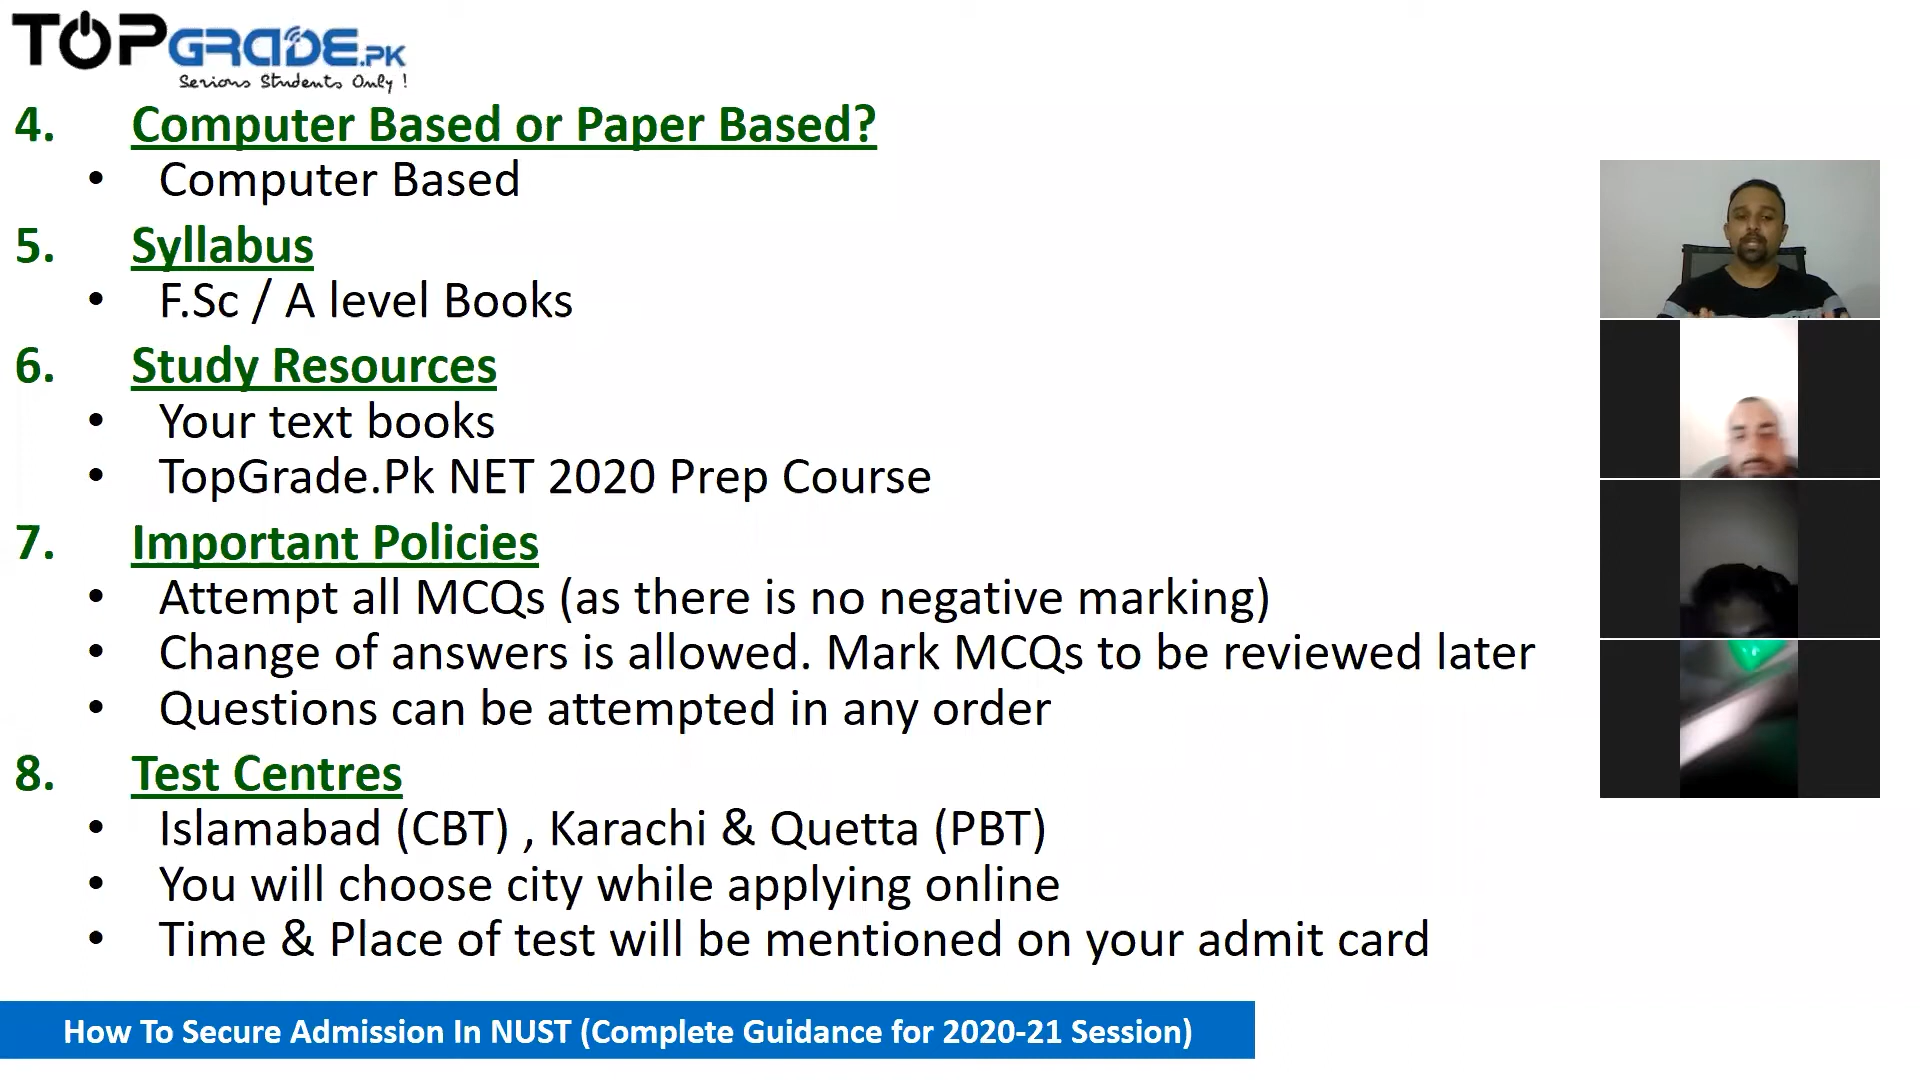 TOPGRADE.PK
Serious Students Only !
4. Computer Based or Paper Based?
• Computer Based
5. Syllabus
• F.Sc / A level Books
6. Study Resources
• Your text books
• TopGrade.Pk NET 2020 Prep Course
7. Important Policies
• Attempt all MCQs (as there is no negative marking)
• Change of answers is allowed. Mark MCQs to be reviewed later
• Questions can be attempted in any order
8. Test Centres
• Islamabad (CBT) , Karachi & Quetta (PBT)
• You will choose city while applying online
• Time & Place of test will be mentioned on your admit card
How To Secure Admission In NUST (Complete Guidance for 2020-21 Session)